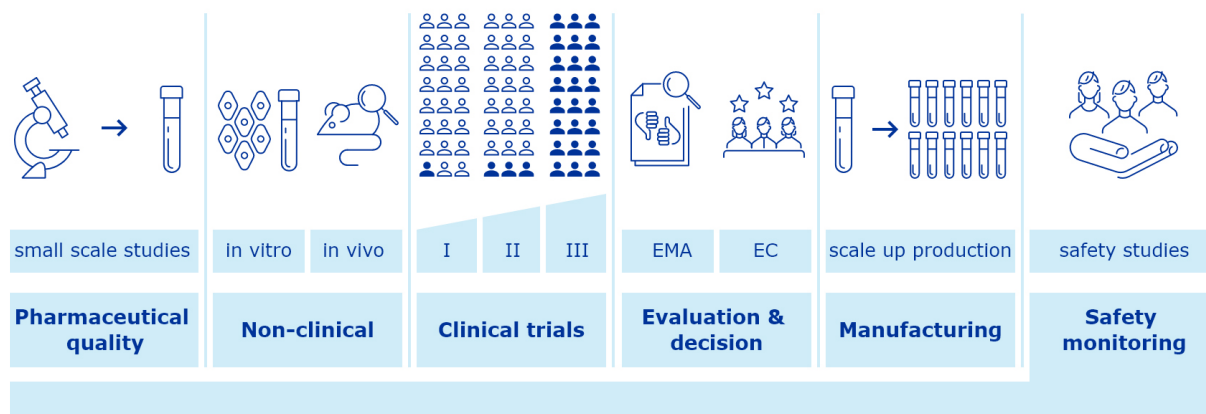 small scale studies
in vitro
in vivo
I
II
III
EMA
EC
scale up production
safety studies
Pharmaceutical
quality
Non-clinical
Clinical trials
Evaluation &
decision
Manufacturing
Safety
monitoring